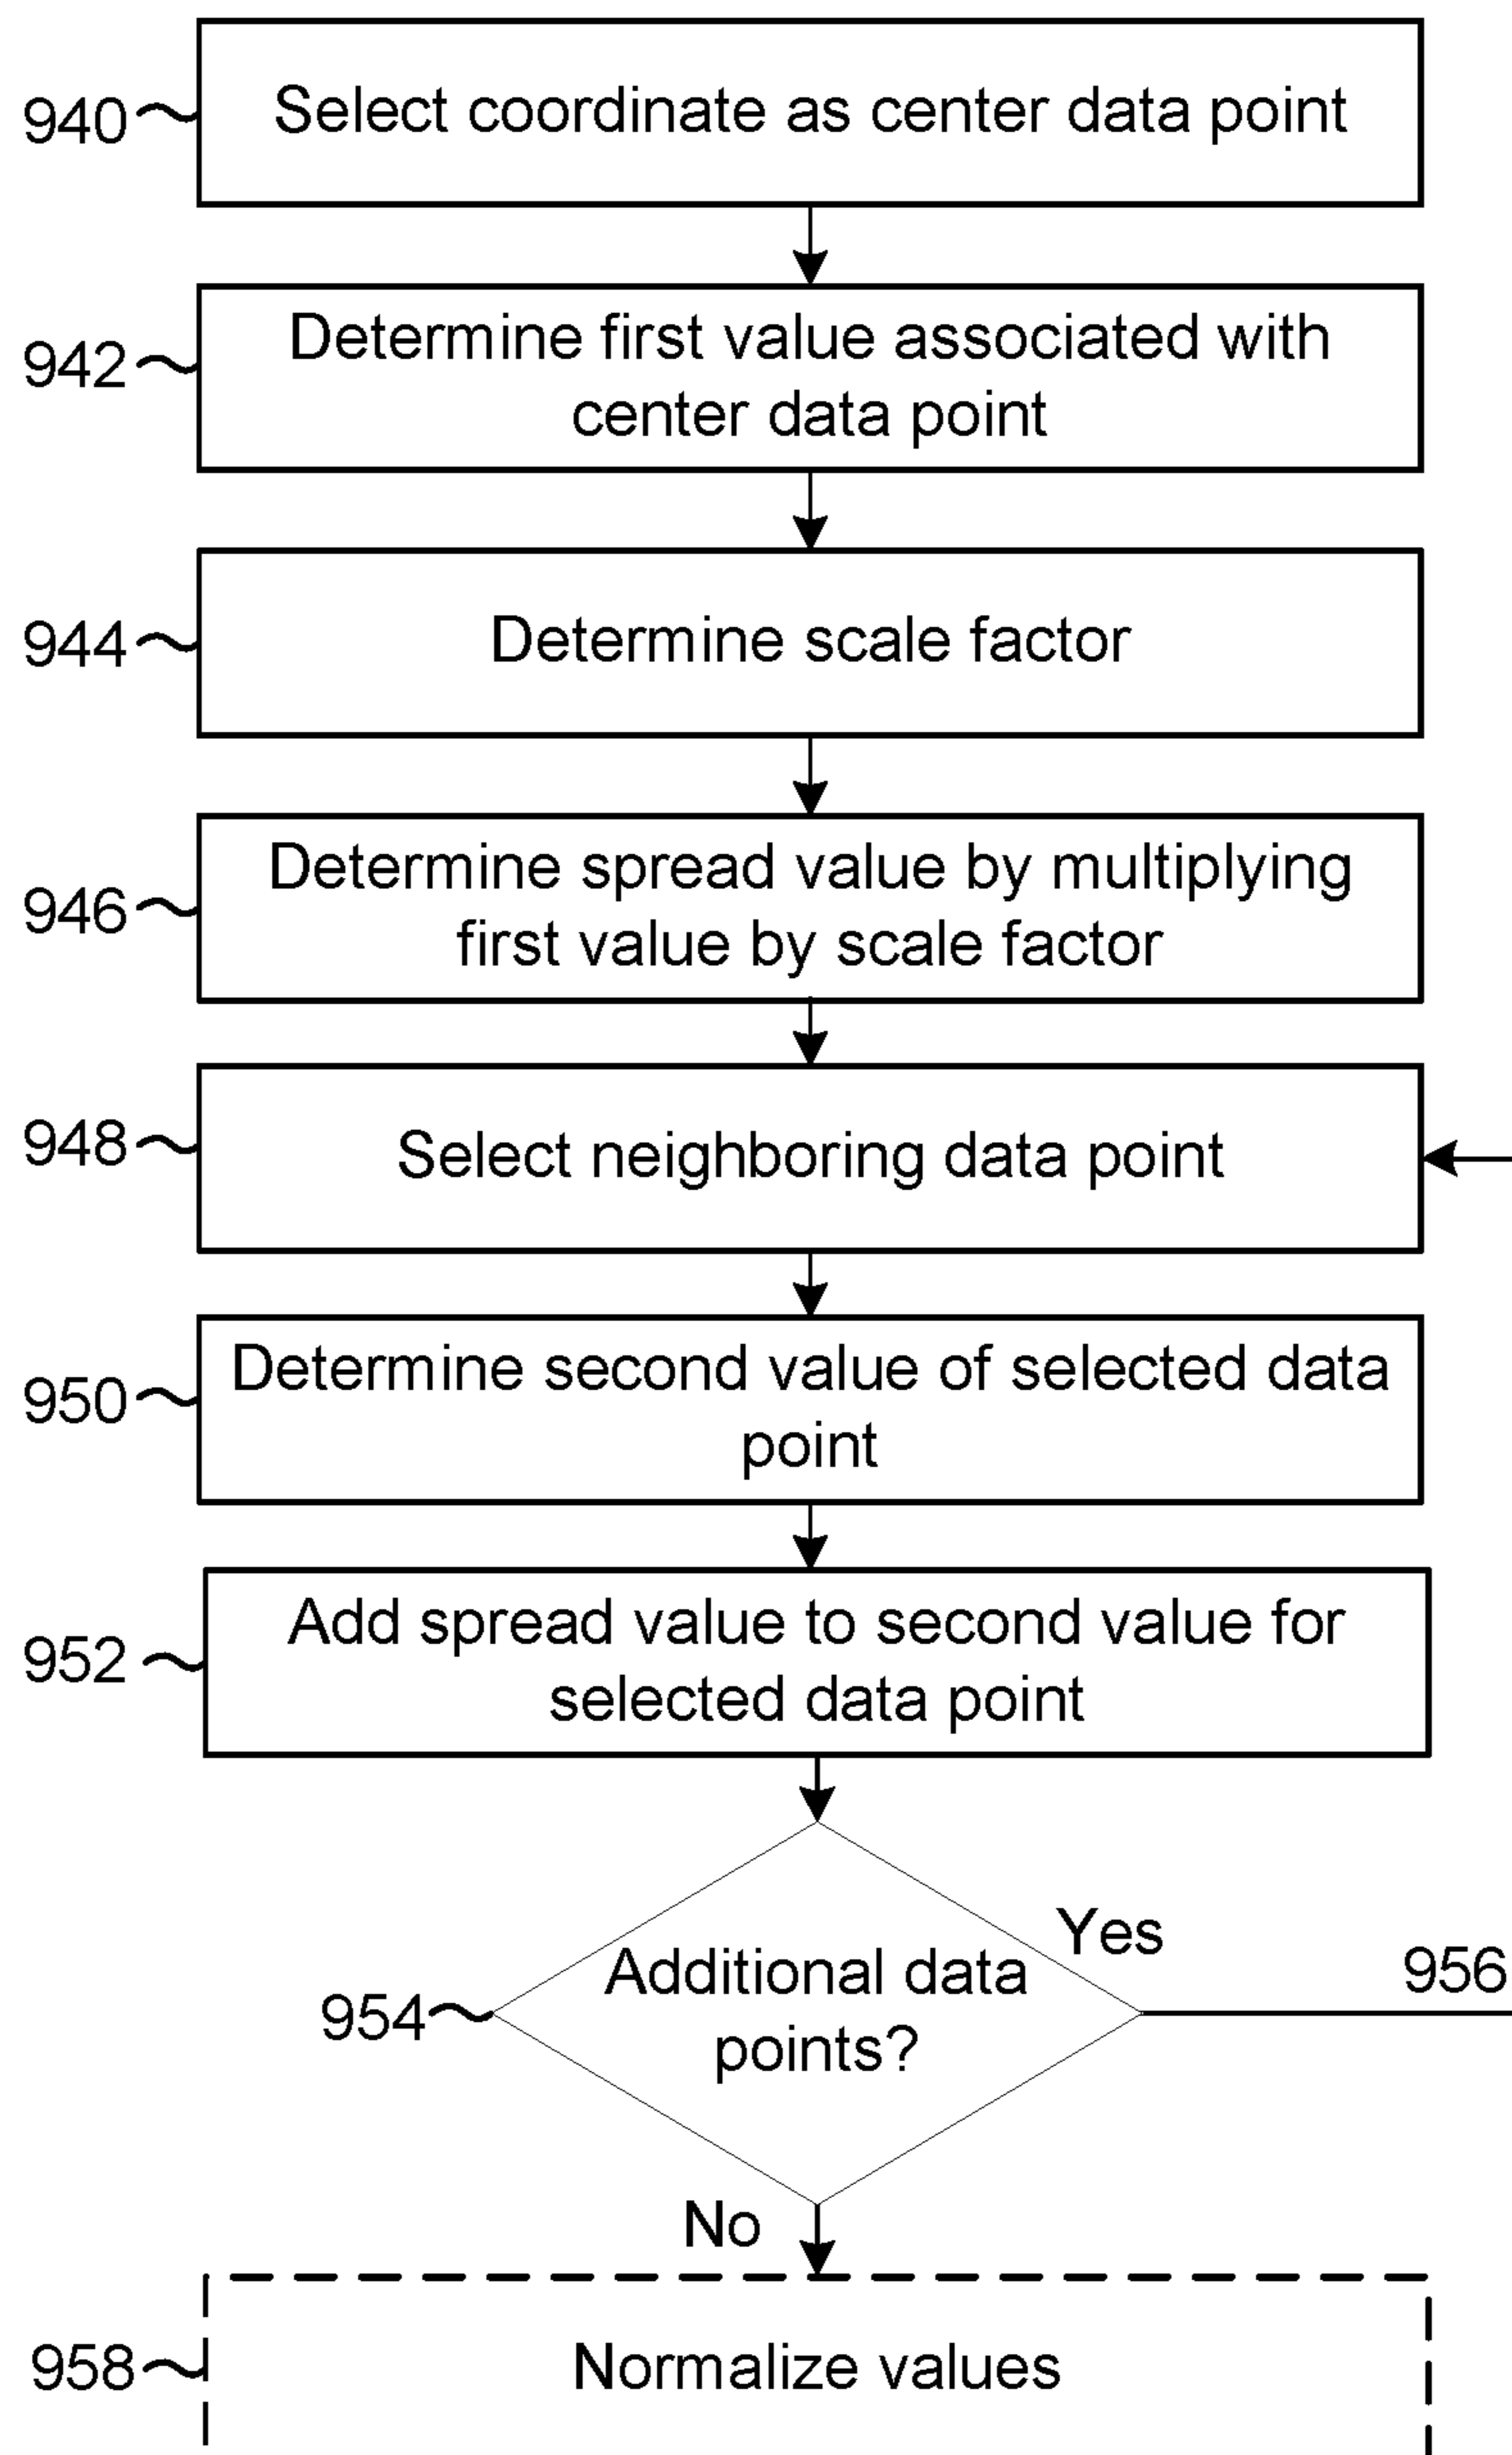 940
Select coordinate as center data point
942
Determine first value associated with
center data point
944
Determine scale factor
946
Determine spread value by multiplying
first value by scale factor
948
Select neighboring data point
950
Determine second value of selected data
point
952
Add spread value to second value for
selected data point
Yes
954
Additional data
points?
956
No
958
Normalize values